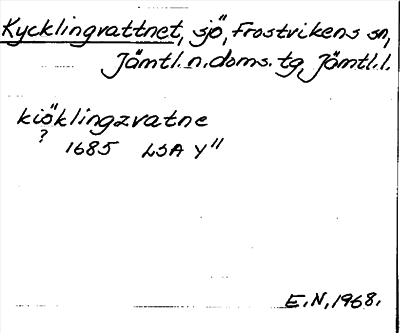 Kycklingvattnet, sjö, Frostvikens sn,
Jämtl. n. doms. tg, Jämtl. l.
kiöklingzvatne
?
1685 LSA Y"
E.N, 1968.